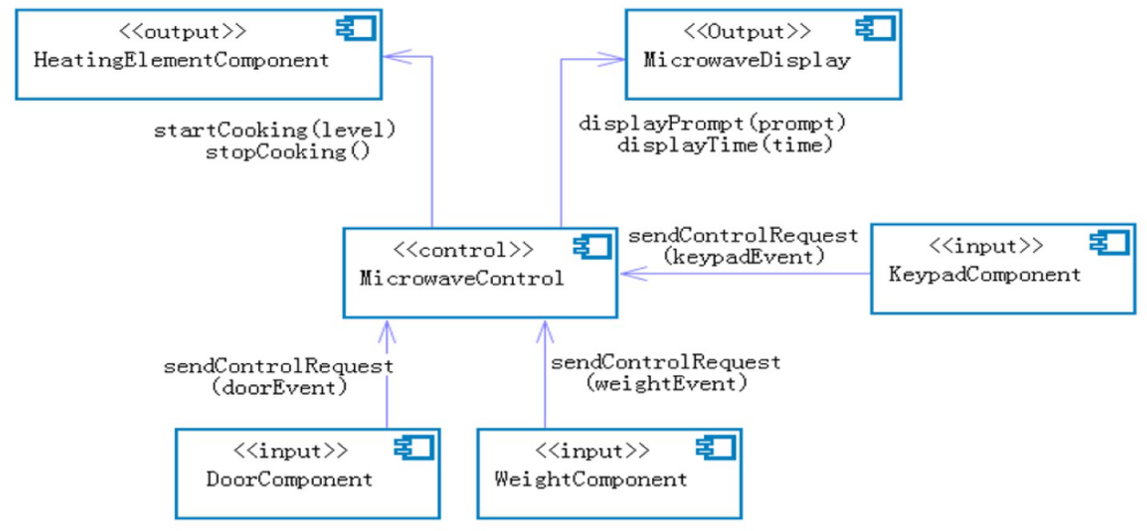 <<output>>
HeatingElementComponent
<<Output>>
MicrowaveDisplay
startCooking(level)
stopCooking()
displayPrompt(prompt)
displayTime(time)
<<control>>
MicrowaveControl
sendControlRequest
(keypadEvent)
<<input>>
KeypadComponent
sendControlRequest
(doorEvent)
sendControlRequest
(weightEvent)
<<input>>
DoorComponent
<<input>>
WeightComponent